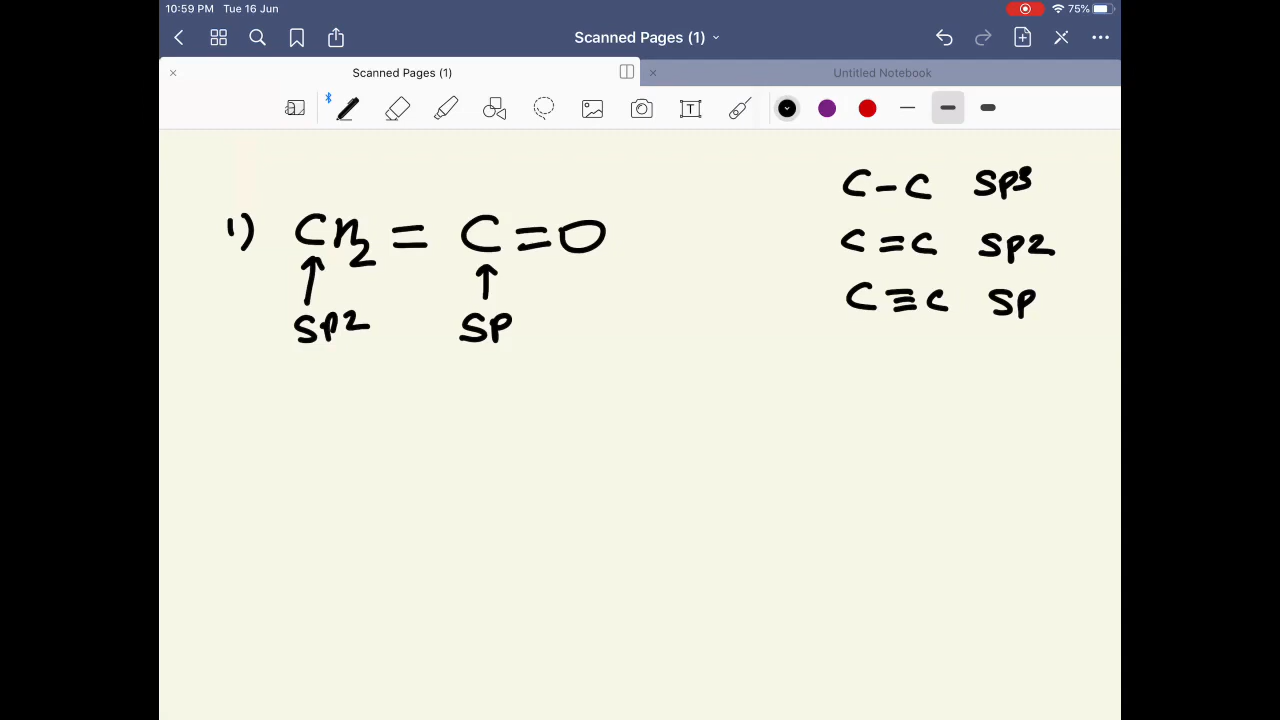 10:59 PM Tue 16 Jun
75%
Scanned Pages (1)
Scanned Pages (1)
Untitled Notebook
1) CH2 = C = O
SP2 SP
C - C SP3
C = C SP2
C ≡ C SP